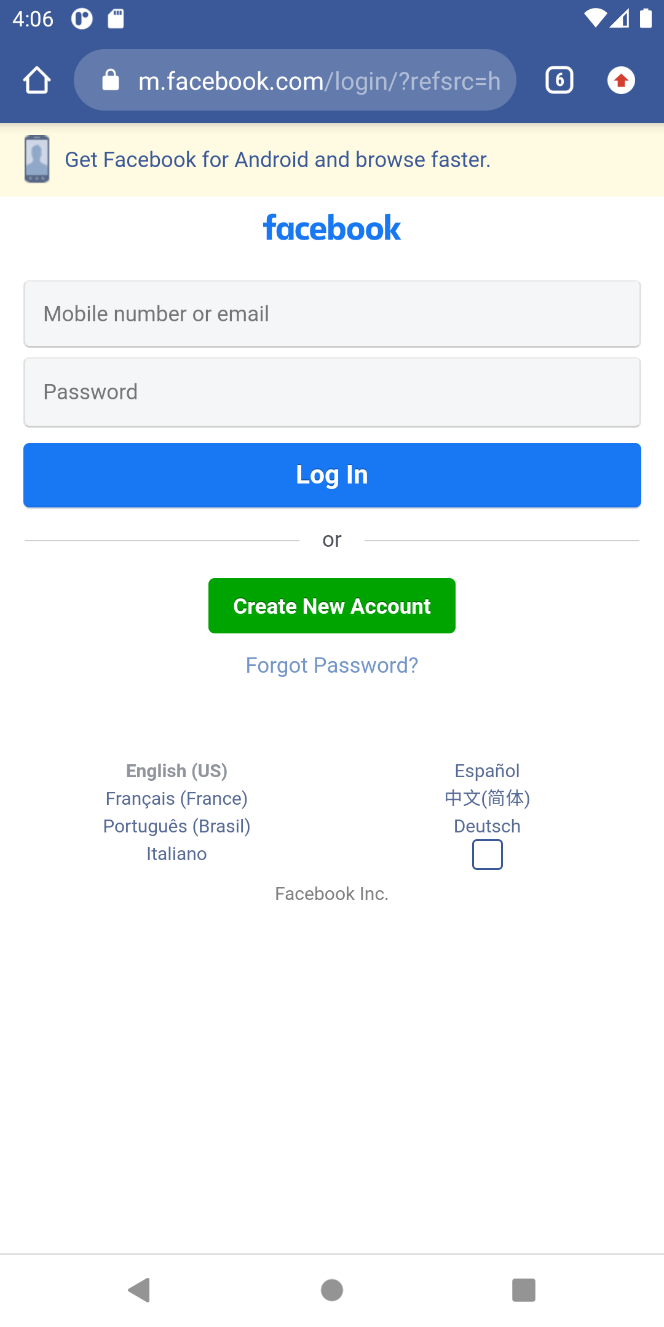 4:06
m.facebook.com/login/?refsrc=h
6
Get Facebook for Android and browse faster.
facebook
Mobile number or email
Password
Log In
or
Create New Account
Forgot Password?
English (US)
Español
Français (France)
中文(简体)
Português (Brasil)
Deutsch
Italiano
Facebook Inc.